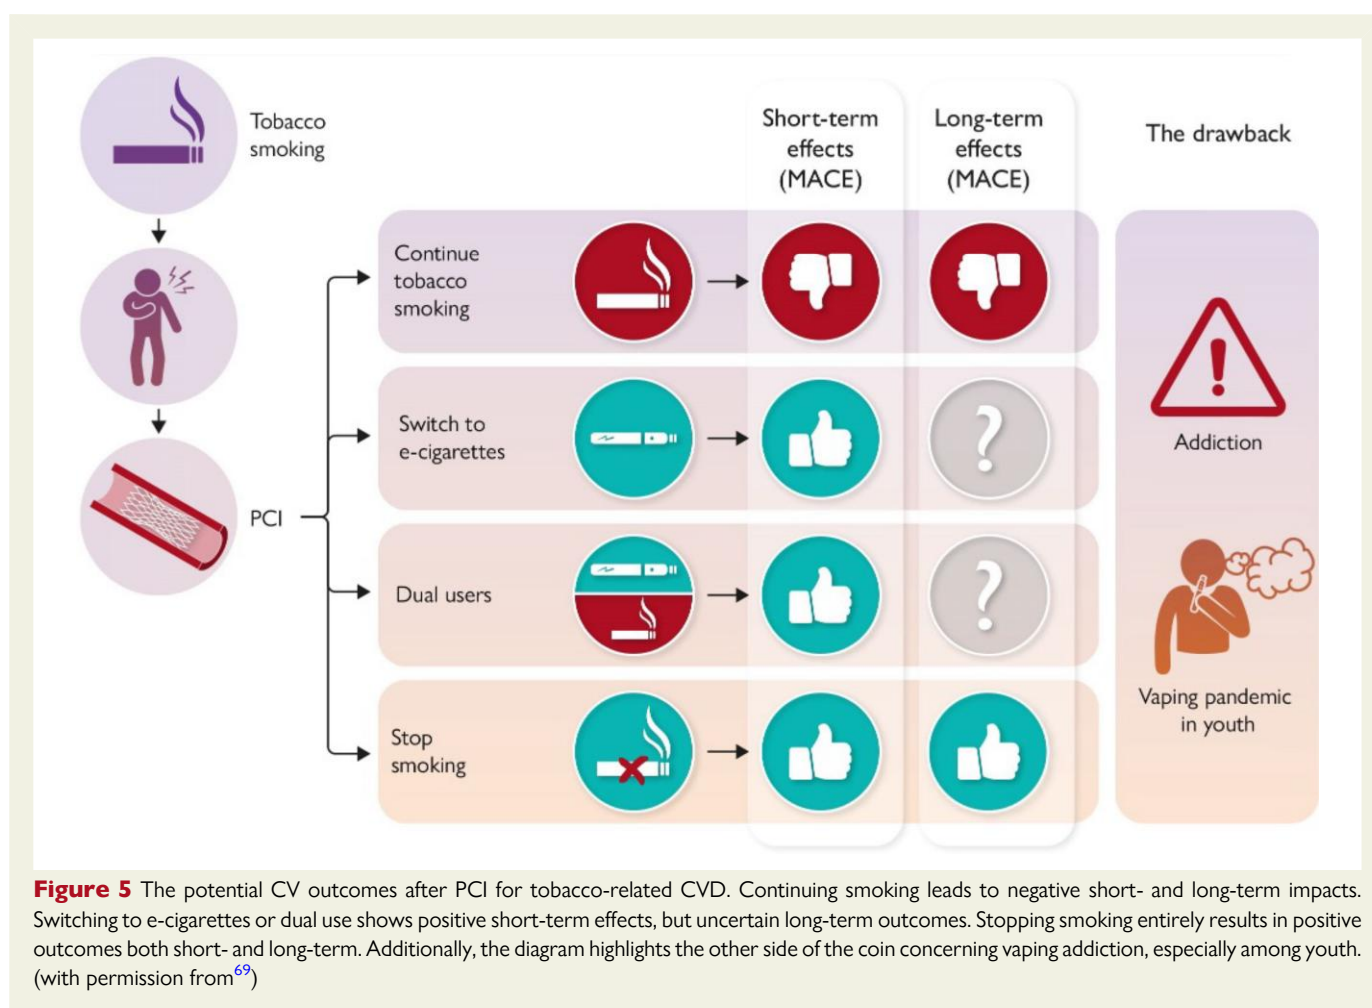 Tobacco
smoking
Short-term
effects
(MACE)
Long-term
effects
(MACE)
The drawback
Continue
tobacco
smoking
Switch to
e-cigarettes
?
PCI
Dual users
?
Stop
smoking
!
Addiction
Vaping pandemic
in youth
Figure 5 The potential CV outcomes after PCI for tobacco-related CVD. Continuing smoking leads to negative short- and long-term impacts.
Switching to e-cigarettes or dual use shows positive short-term effects, but uncertain long-term outcomes. Stopping smoking entirely results in positive
outcomes both short- and long-term. Additionally, the diagram highlights the other side of the coin concerning vaping addiction, especially among youth.
(with permission from69)